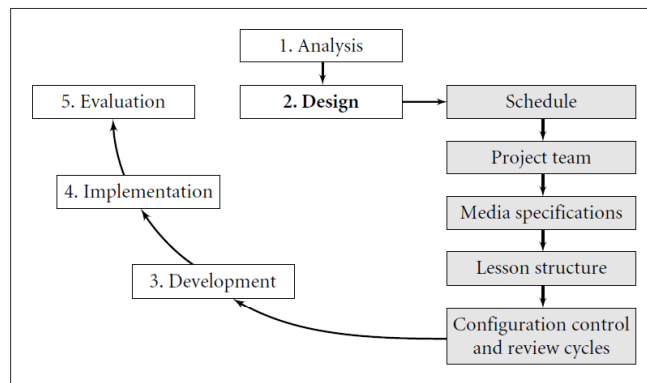 1. Analysis
2. Design
Schedule
Project team
Media specifications
Lesson structure
Configuration control
and review cycles
3. Development
4. Implementation
5. Evaluation